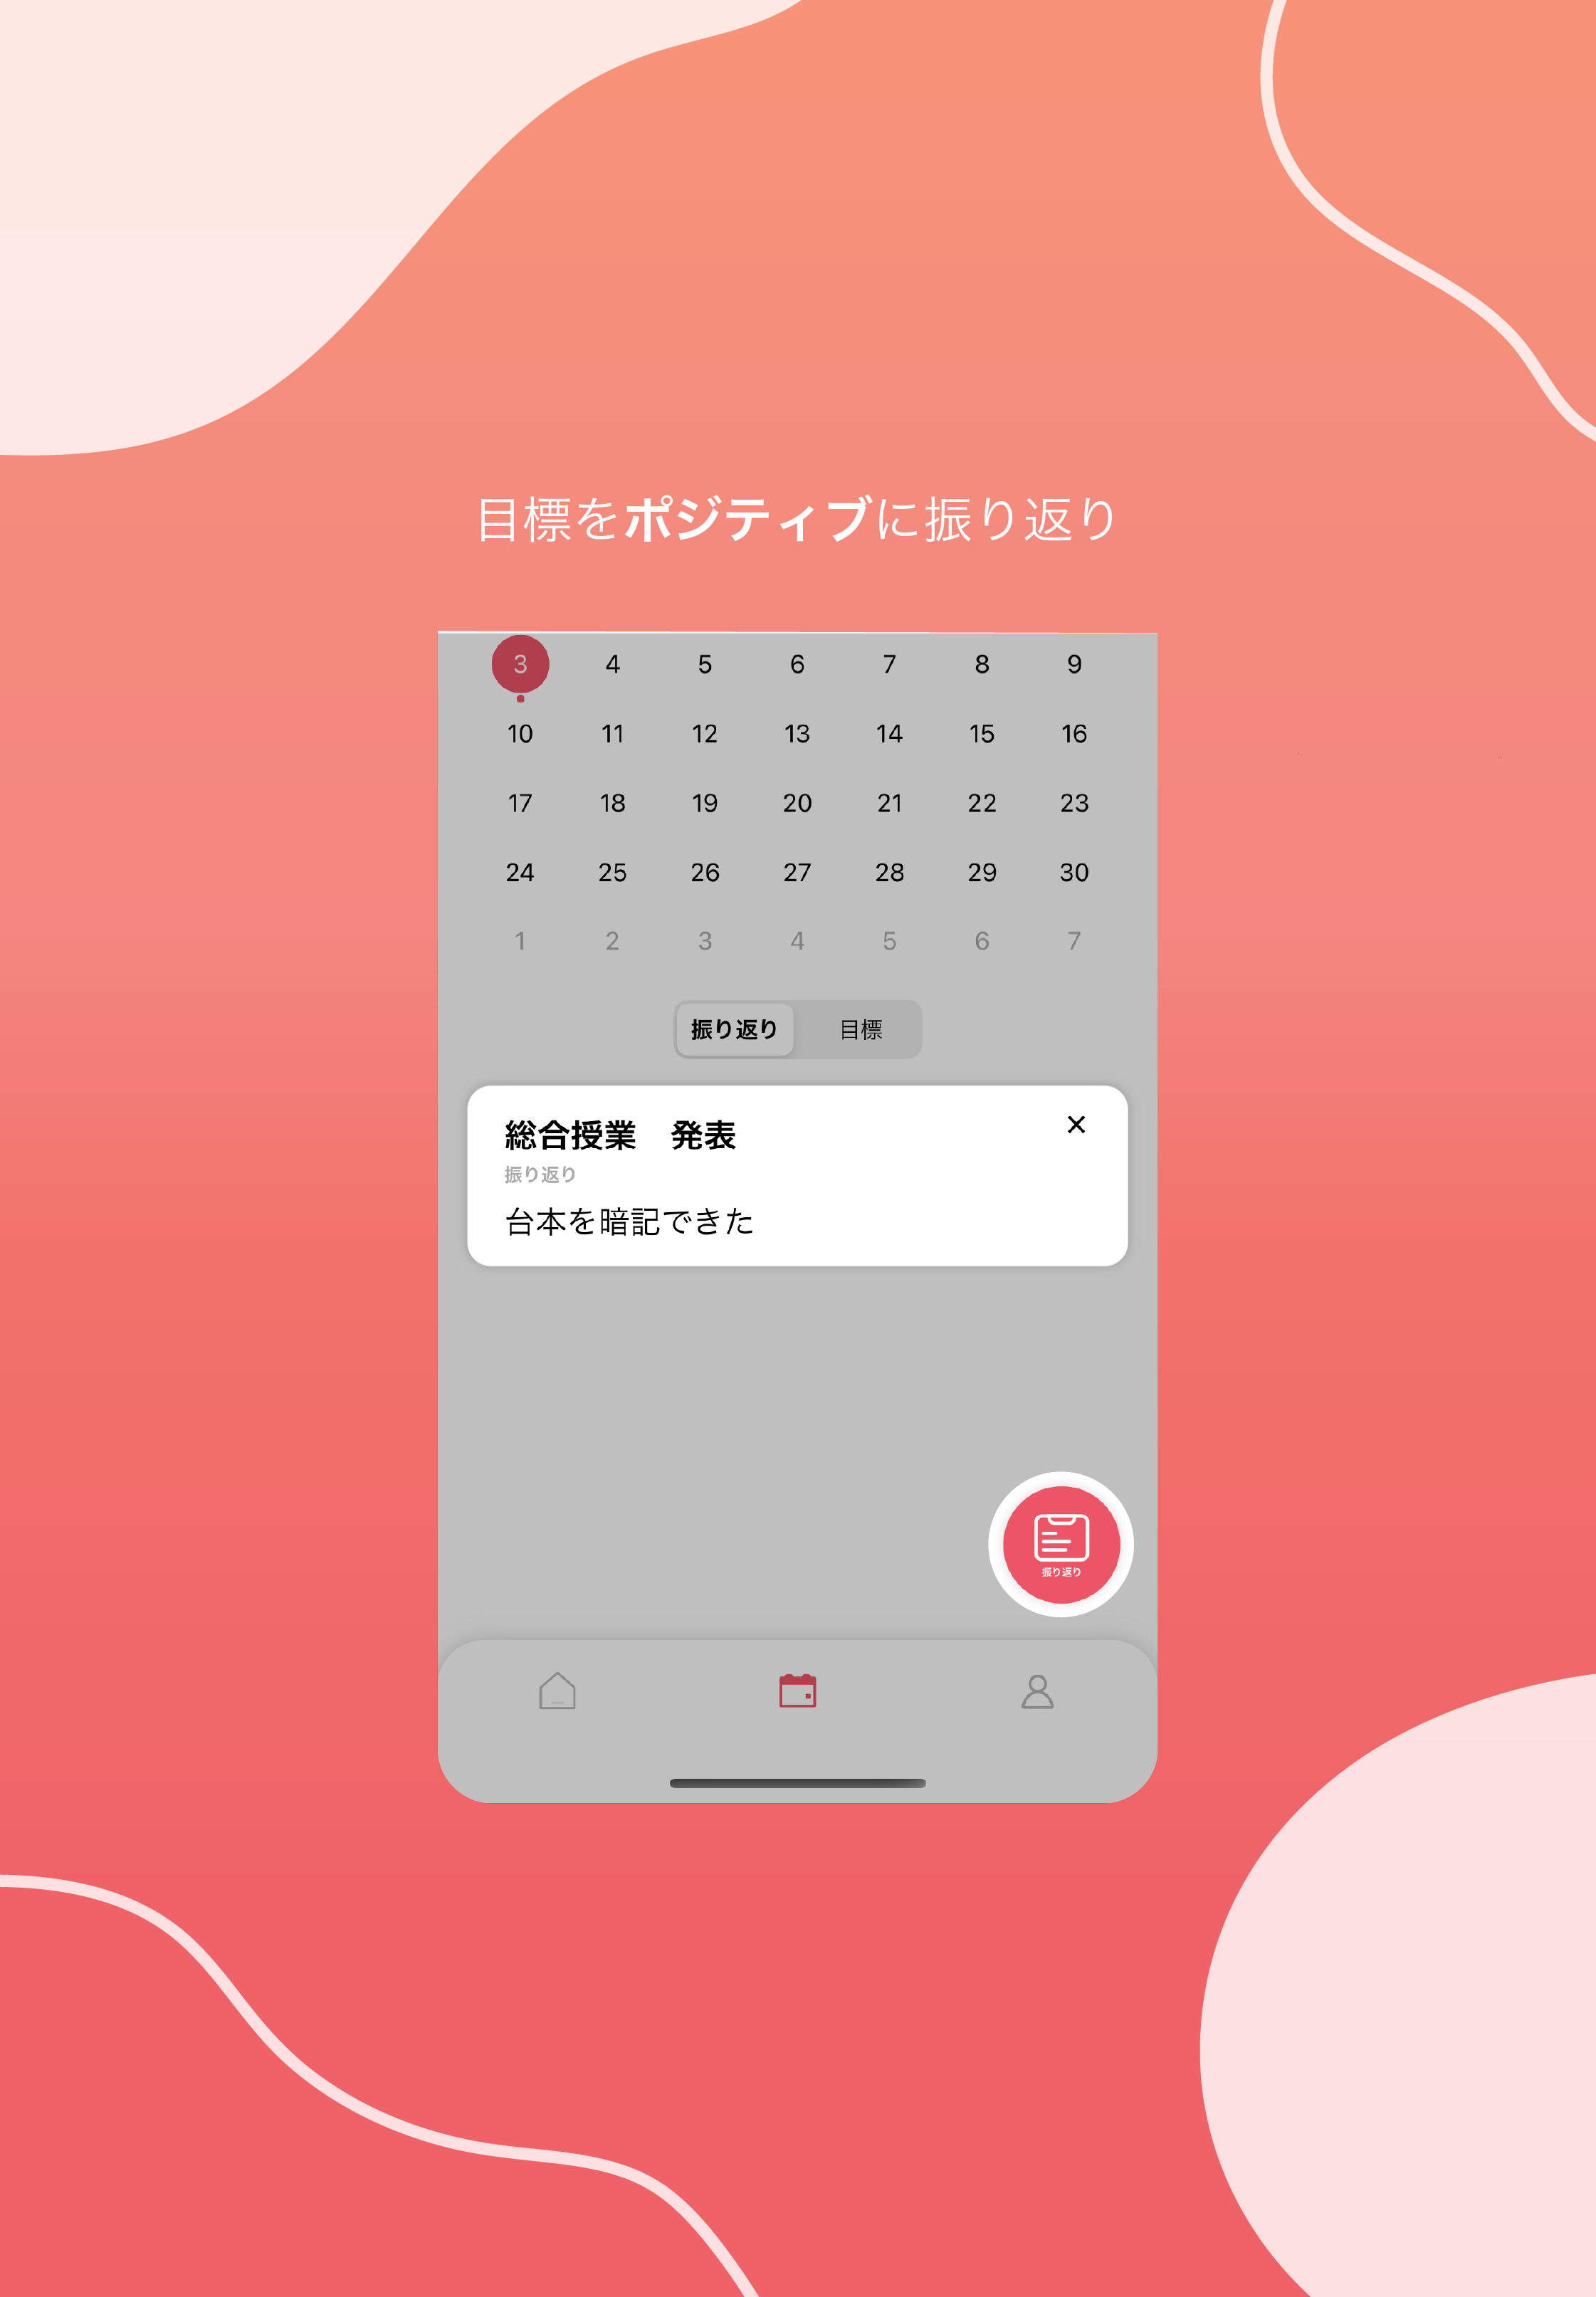 目標をポジティブに振り返り
3 4 5 6 7 8 9
10 11 12 13 14 15 16
17 18 19 20 21 22 23
24 25 26 27 28 29 30
1 2 3 4 5 6 7
振り返り 目標
総合授業　発表
振り返り
台本を暗記できた
振り返り